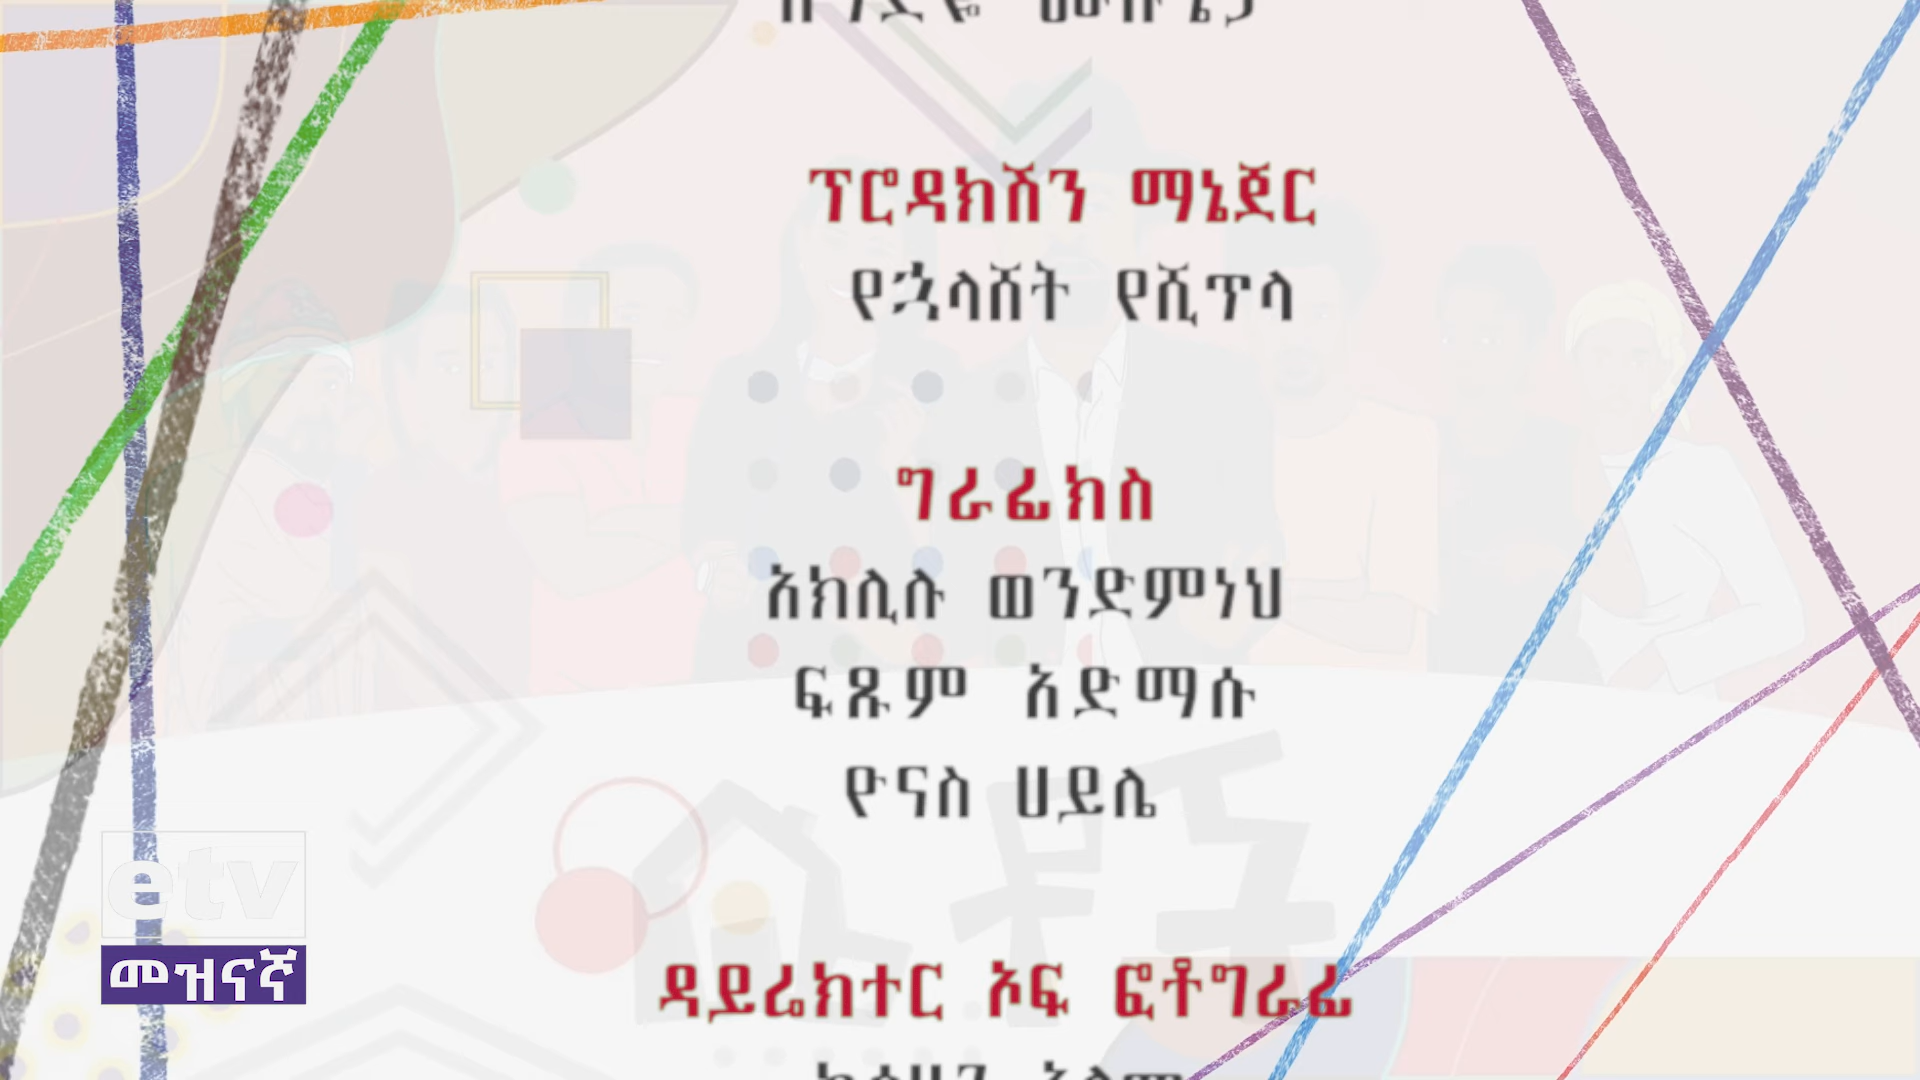 ፕሮዳክሽን ማኔጀር
የኋላሸት የሺጥላ
ግራፊክስ
አክሊሉ ወንድምነህ
ፍጹም አድማሱ
ዮናስ ሀይሌ
ዳይሬክተር ኦፍ ፎቶግራፊ
etv
መዝናኛ